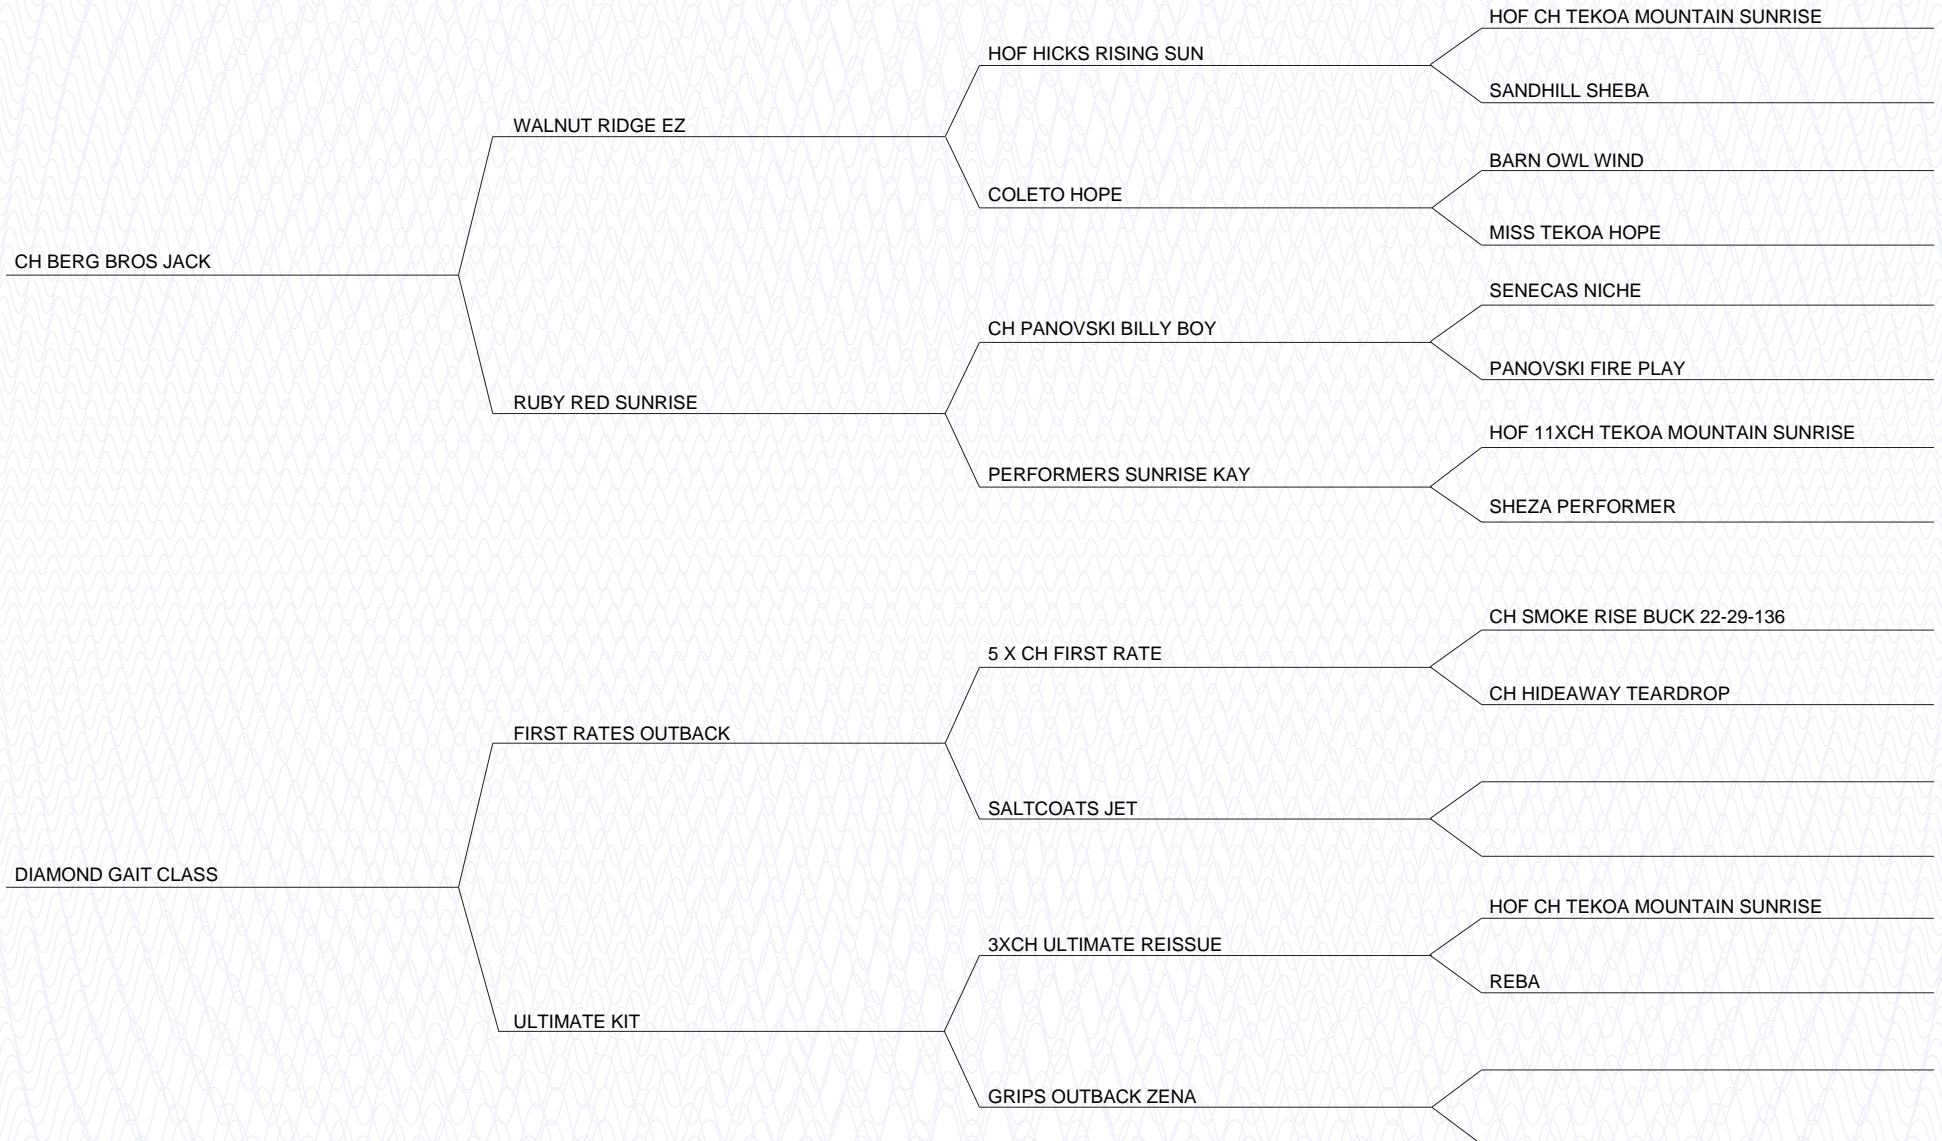 HOF CH TEKOA MOUNTAIN SUNRISE
HOF HICKS RISING SUN
SANDHILL SHEBA
WALNUT RIDGE EZ
BARN OWL WIND
COLETO HOPE
MISS TEKOA HOPE
CH BERG BROS JACK
SENECAS NICHE
CH PANOVSKI BILLY BOY
PANOVSKI FIRE PLAY
RUBY RED SUNRISE
HOF 11XCH TEKOA MOUNTAIN SUNRISE
PERFORMERS SUNRISE KAY
SHEZA PERFORMER
CH SMOKE RISE BUCK 22-29-136
5 X CH FIRST RATE
CH HIDEAWAY TEARDROP
FIRST RATES OUTBACK
SALTCOATS JET
DIAMOND GAIT CLASS
HOF CH TEKOA MOUNTAIN SUNRISE
3XCH ULTIMATE REISSUE
REBA
ULTIMATE KIT
GRIPS OUTBACK ZENA